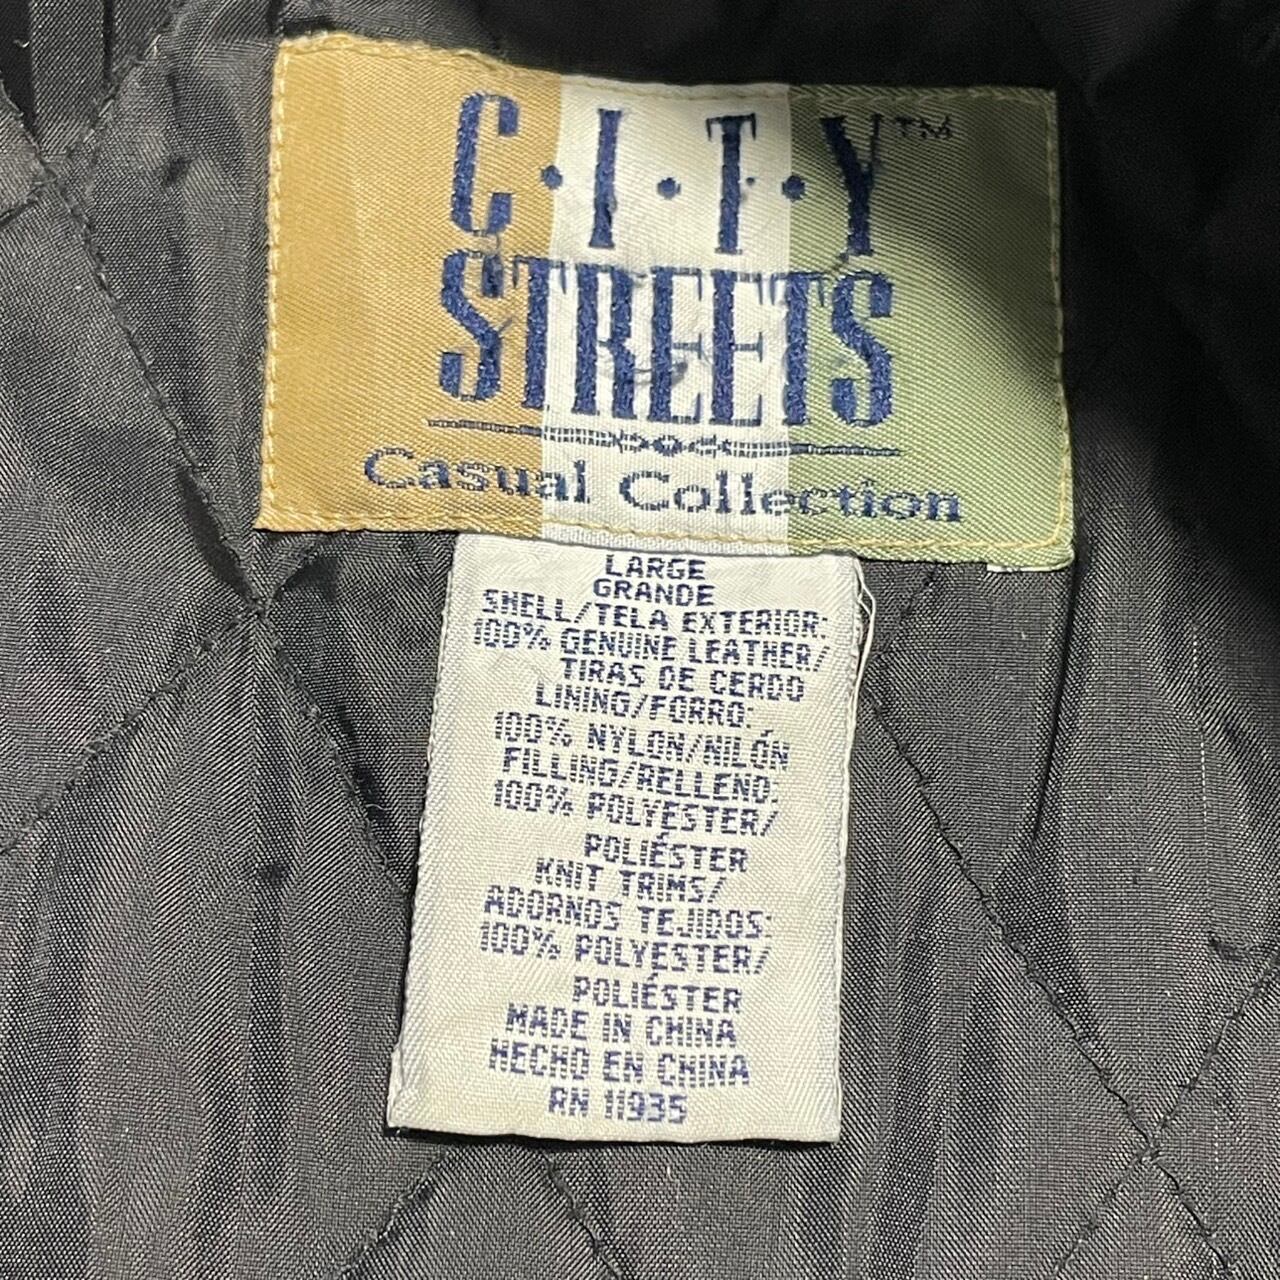 C·I·T·Y™
STREETS
Casual Collection
LARGE
GRANDE
SHELL/TELA EXTERIOR:
100% GENUINE LEATHER/
TIRAS DE CERDO
LINING/FORRO:
100% NYLON/NILÓN
FILLING/RELLENO:
100% POLYESTER/
POLIÉSTER
KNIT TRIMS/
ADORNOS TEJIDOS:
100% POLYESTER/
POLIÉSTER
MADE IN CHINA
HECHO EN CHINA
RN 11935